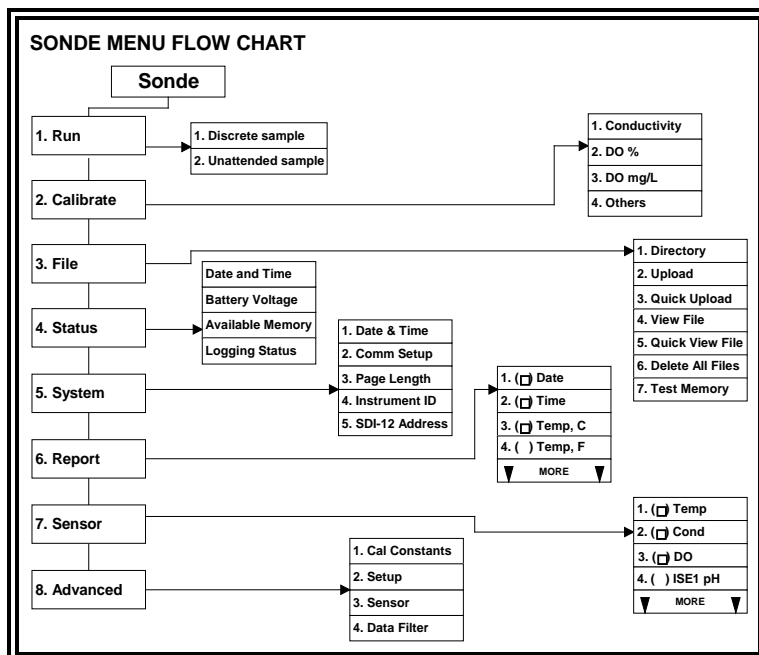 SONDE MENU FLOW CHART
Sonde
1. Run
1. Discrete sample
2. Unattended sample
1. Conductivity
2. DO %
3. DO mg/L
4. Others
2. Calibrate
3. File
1. Directory
2. Upload
3. Quick Upload
4. View File
5. Quick View File
6. Delete All Files
7. Test Memory
Date and Time
Battery Voltage
Available Memory
Logging Status
4. Status
1. Date & Time
2. Comm Setup
3. Page Length
4. Instrument ID
5. SDI-12 Address
5. System
1. (□) Date
2. (□) Time
3. (□) Temp, C
4. ( ) Temp, F
▼ MORE ▼
6. Report
7. Sensor
1. (□) Temp
2. (□) Cond
3. (□) DO
4. ( ) ISE1 pH
▼ MORE ▼
8. Advanced
1. Cal Constants
2. Setup
3. Sensor
4. Data Filter